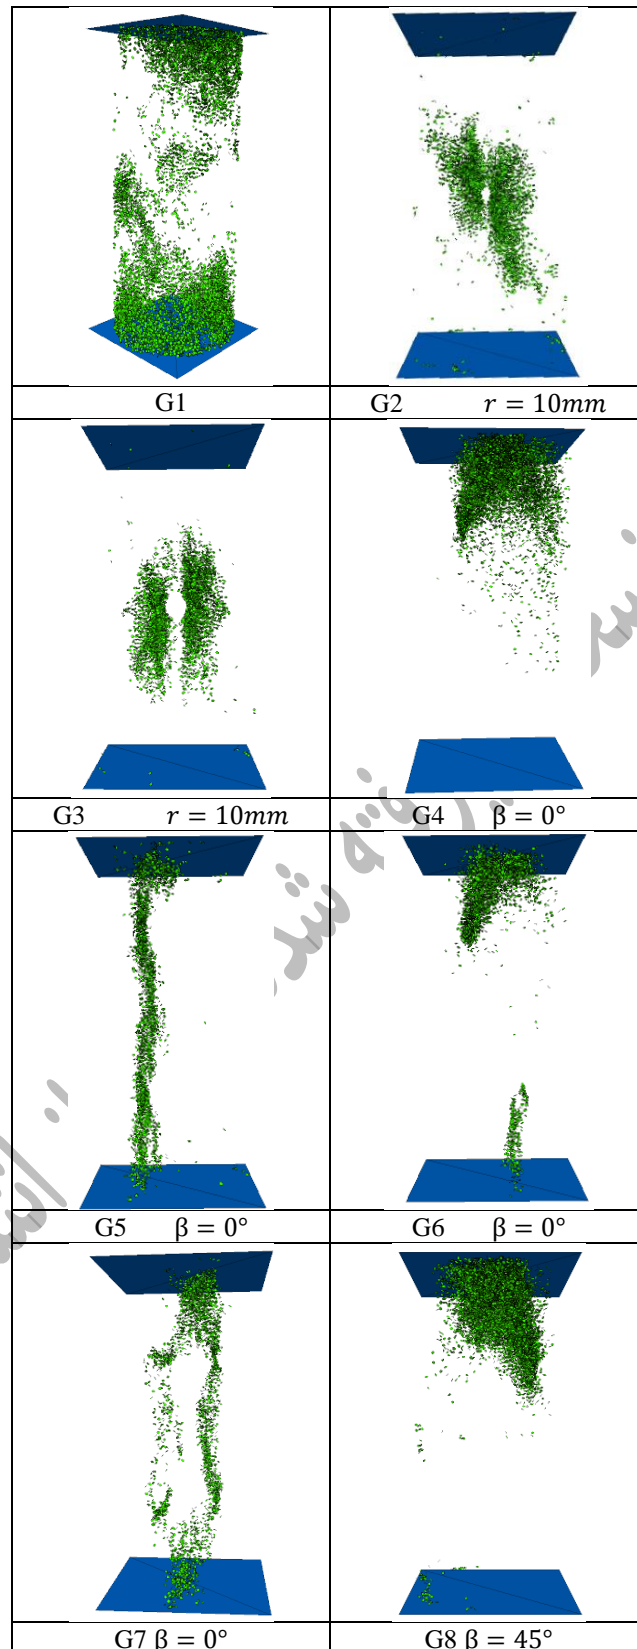 G1
G2 r = 10mm
G3 r = 10mm
G4 β = 0°
G5 β = 0°
G6 β = 0°
G7 β = 0°
G8 β = 45°